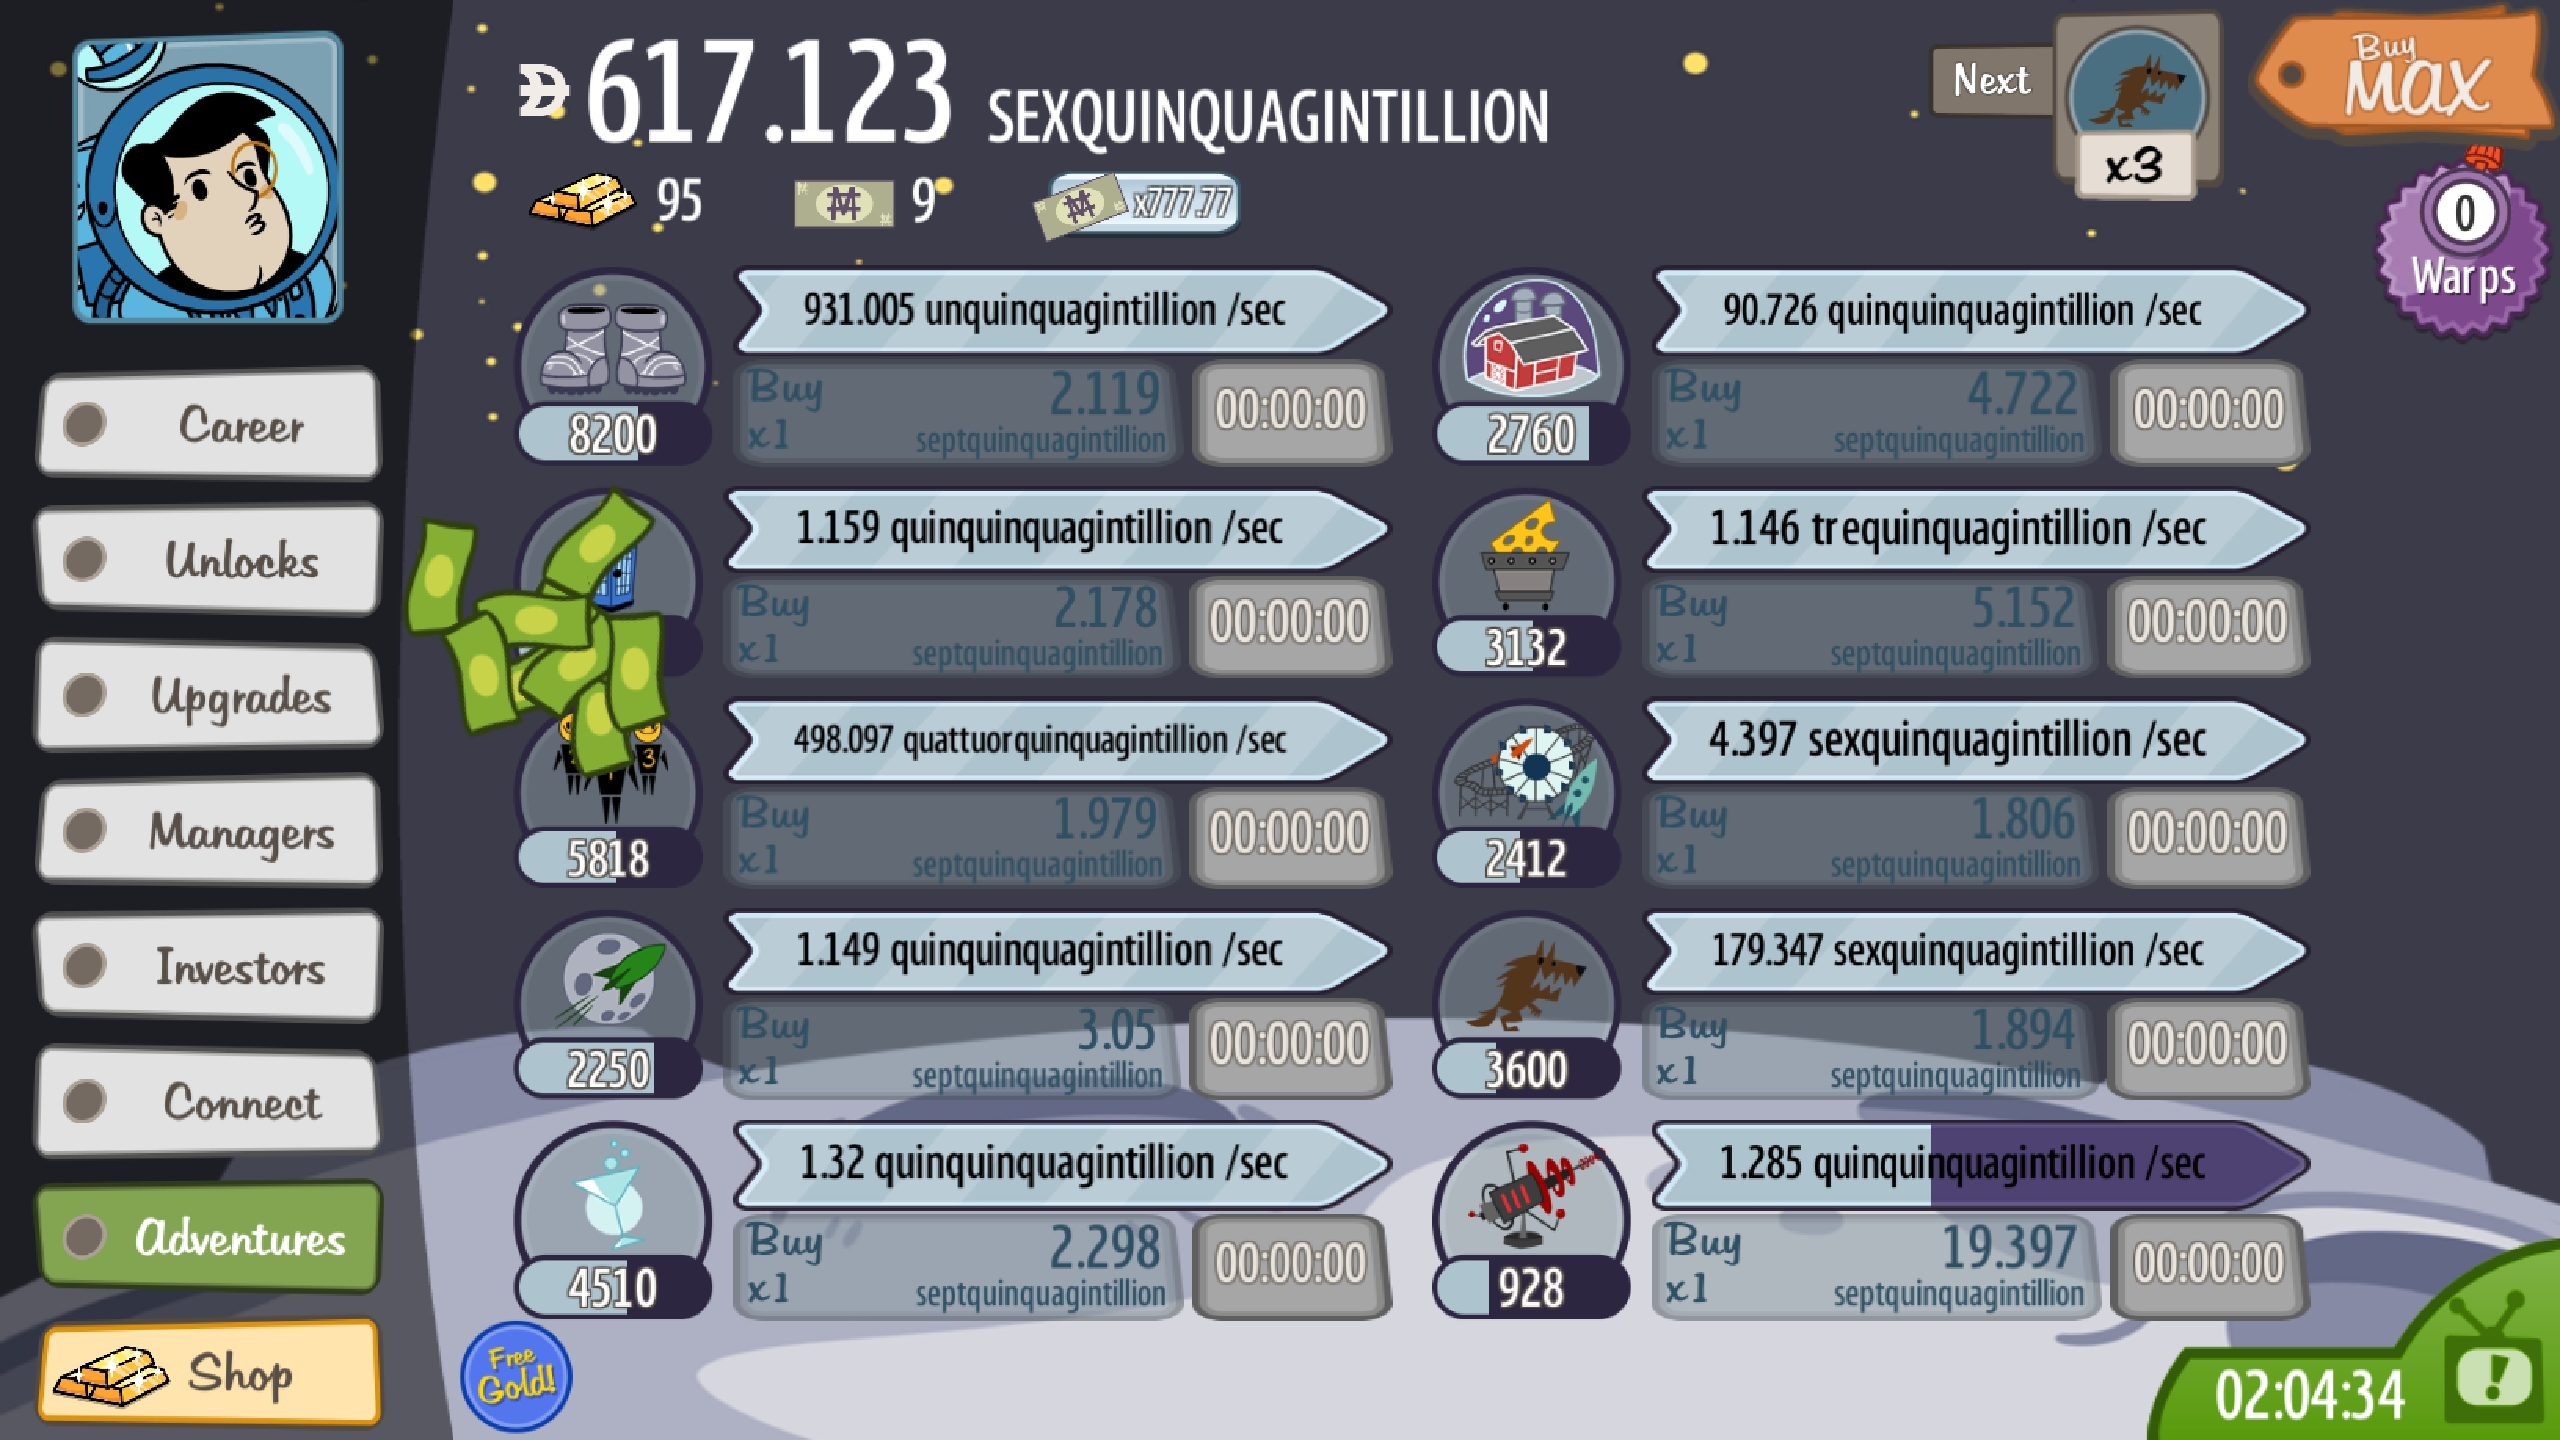 617.123 SEXQUINQUAGINTILLION
Next
x3
Buy
MAX
95
9
x777.77
0
Warps
Career
Unlocks
Upgrades
Managers
Investors
Connect
Adventures
Shop
931.005 unquinquagintillion /sec
8200
Buy
x1
2.119
septquinquagintillion
00:00:00
90.726 quinquinquagintillion /sec
2760
Buy
x1
4.722
septquinquagintillion
00:00:00
1.159 quinquinquagintillion /sec
Buy
x1
2.178
septquinquagintillion
00:00:00
1.146 trequinquagintillion /sec
3132
Buy
x1
5.152
septquinquagintillion
00:00:00
498.097 quattuorquinquagintillion /sec
3
5818
Buy
x1
1.979
septquinquagintillion
00:00:00
4.397 sexquinquagintillion /sec
2412
Buy
x1
1.806
septquinquagintillion
00:00:00
1.149 quinquinquagintillion /sec
2250
Buy
x1
3.05
septquinquagintillion
00:00:00
179.347 sexquinquagintillion /sec
3600
Buy
x1
1.894
septquinquagintillion
00:00:00
1.32 quinquinquagintillion /sec
4510
Buy
x1
2.298
septquinquagintillion
00:00:00
1.285 quinquinquagintillion /sec
928
Buy
x1
19.397
septquinquagintillion
00:00:00
Free
Gold!
02:04:34
!